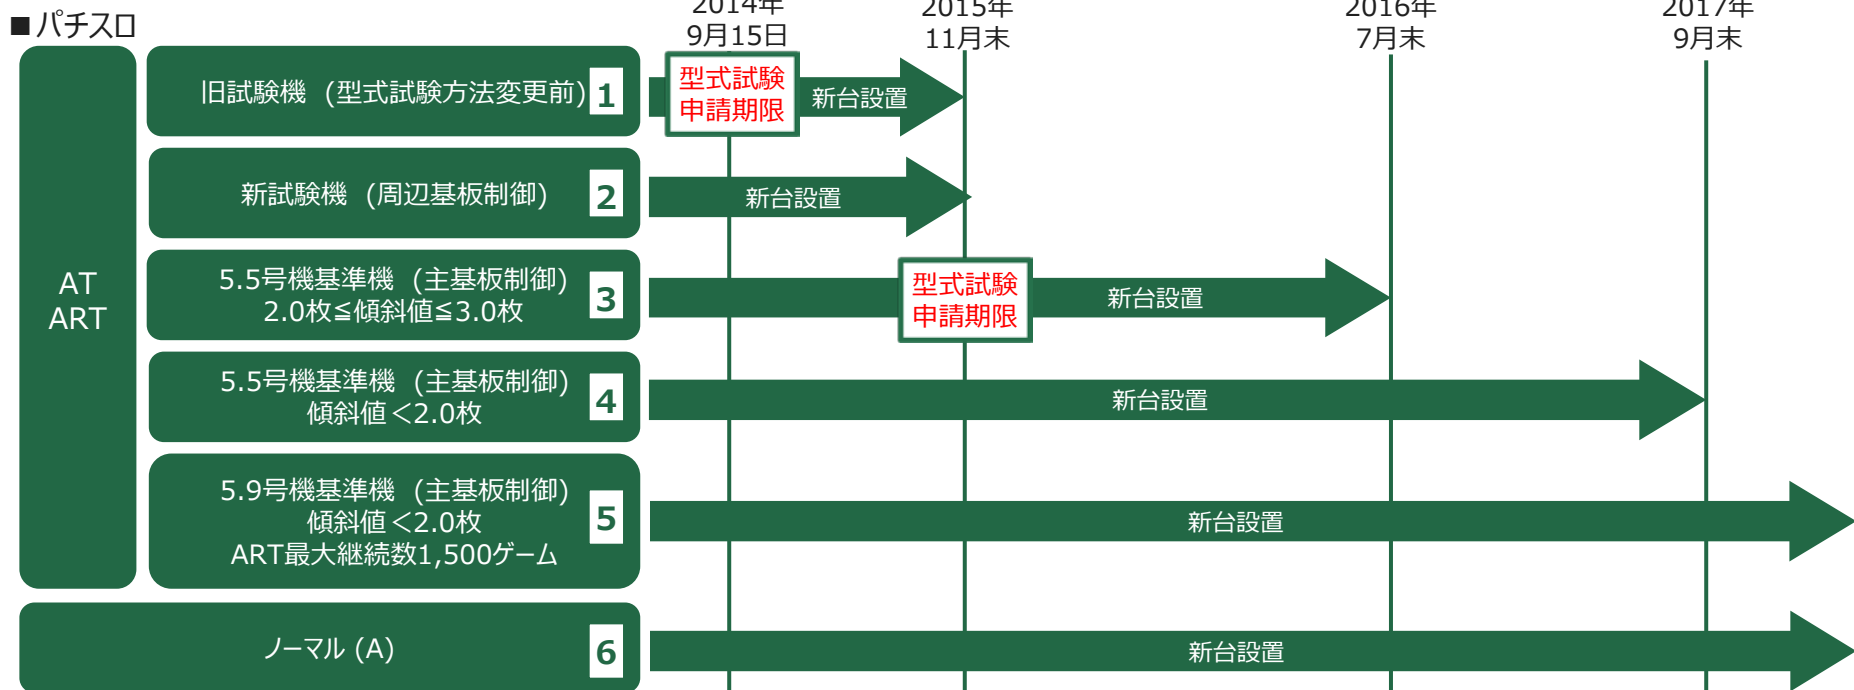 ■パチスロ
2014年
9月15日
2015年
11月末
2016年
7月末
2017年
9月末
AT
ART
旧試験機 (型式試験方法変更前) 1
型式試験
申請期限
新台設置
新試験機 (周辺基板制御) 2
新台設置
5.5号機基準機 (主基板制御)
2.0枚≦傾斜値≦3.0枚
3
型式試験
申請期限
新台設置
5.5号機基準機 (主基板制御)
傾斜値<2.0枚
4
新台設置
5.9号機基準機 (主基板制御)
傾斜値<2.0枚
ART最大継続数1,500ゲーム
5
新台設置
ノーマル (A) 6
新台設置